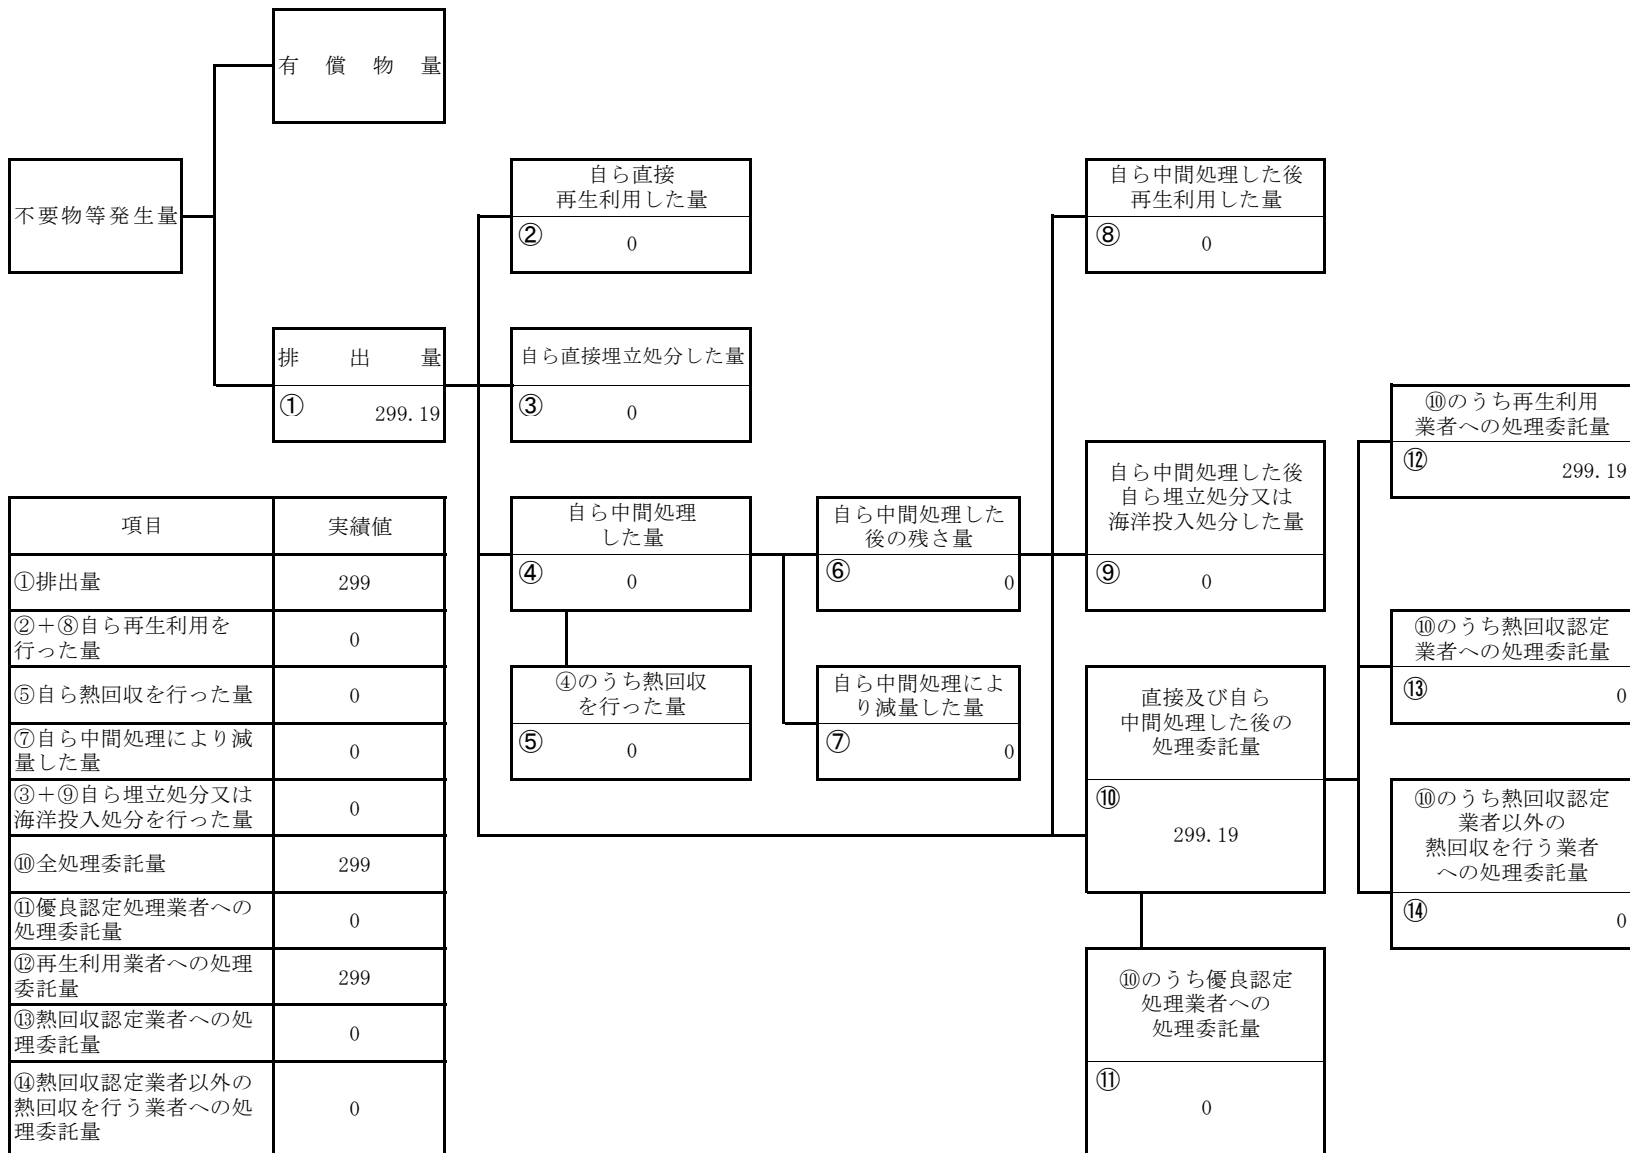 有償物量
不要物等発生量
排出量
①
299.19
自ら直接
再生利用した量
②
0
自ら直接埋立処分した量
③
0
自ら中間処理
した量
④
0
④のうち熱回収
を行った量
⑤
0
自ら中間処理した
後の残さ量
⑥
0
自ら中間処理によ
り減量した量
⑦
0
自ら中間処理した後
再生利用した量
⑧
0
自ら中間処理した後
自ら埋立処分又は
海洋投入処分した量
⑨
0
直接及び自ら
中間処理した後の
処理委託量
⑩
299.19
⑩のうち優良認定
処理業者への
処理委託量
⑪
0
⑩のうち再生利用
業者への処理委託量
⑫
299.19
⑩のうち熱回収認定
業者への処理委託量
⑬
0
⑩のうち熱回収認定
業者以外の
熱回収を行う業者
への処理委託量
⑭
0
項目 実績値
①排出量 299
②＋⑧自ら再生利用を
行った量 0
⑤自ら熱回収を行った量 0
⑦自ら中間処理により減
量した量 0
③＋⑨自ら埋立処分又は
海洋投入処分を行った量 0
⑩全処理委託量 299
⑪優良認定処理業者への
処理委託量 0
⑫再生利用業者への処理
委託量 299
⑬熱回収認定業者への処
理委託量 0
⑭熱回収認定業者以外の
熱回収を行う業者への処
理委託量 0